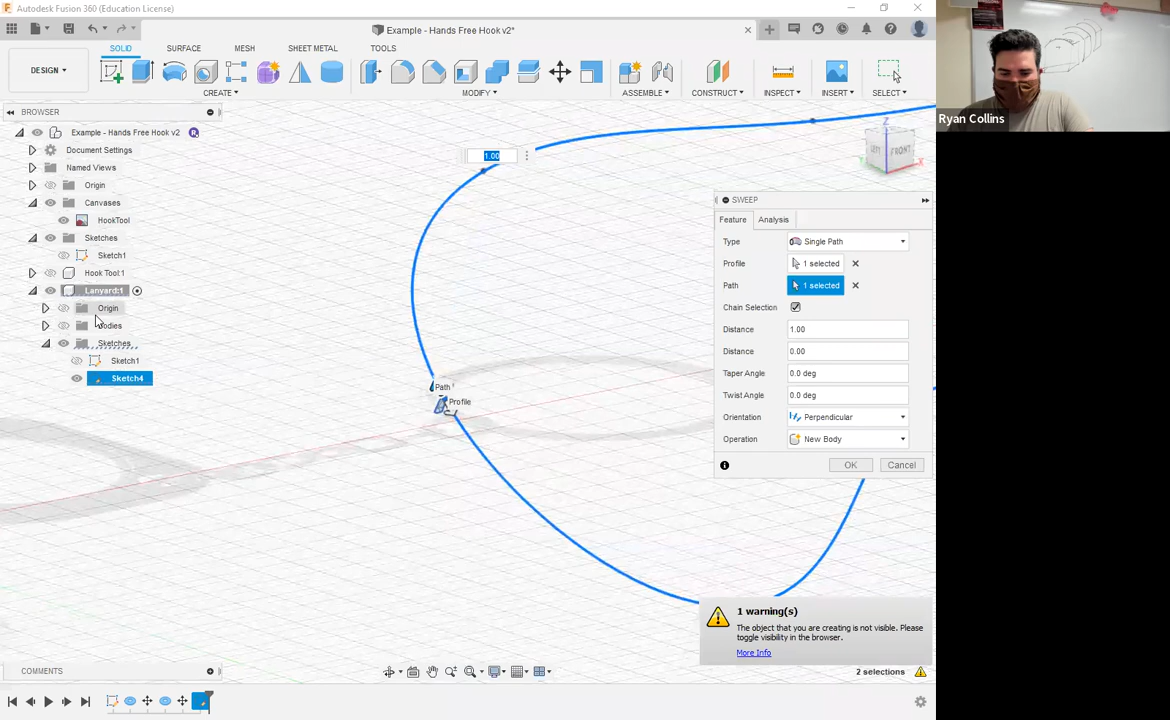 Autodesk Fusion 360 (Education License)
Example - Hands Free Hook v2*
SOLID SURFACE MESH SHEET METAL TOOLS
DESIGN
CREATE MODIFY ASSEMBLE CONSTRUCT INSPECT INSERT SELECT
BROWSER
Example - Hands Free Hook v2
R
Document Settings
Named Views
Origin
Canvases
HookTool
Sketches
Sketch1
Hook Tool:1
Lanyard:1
Origin
Bodies
Sketches
Sketch1
Sketch4
1.00
Path
Profile
Z
LEFT FRONT
X
SWEEP
Feature Analysis
Type Single Path
Profile 1 selected
Path 1 selected
Chain Selection
Distance 1.00
Distance 0.00
Taper Angle 0.0 deg
Twist Angle 0.0 deg
Orientation Perpendicular
Operation New Body
OK Cancel
1 warning(s)
The object that you are creating is not visible. Please
toggle visibility in the browser.
More Info
COMMENTS
2 selections
Ryan Collins